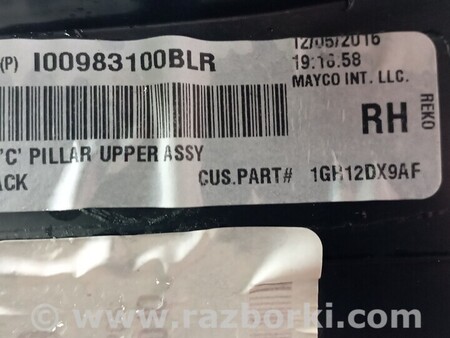 (P) I00983100BLR
12/05/2016
19:16.58
MAYCO INT. LLC.
RH
REKO
'C' PILLAR UPPER ASSY
ACK
CUS.PART# 1GH12DX9AF
© www.razborki.com